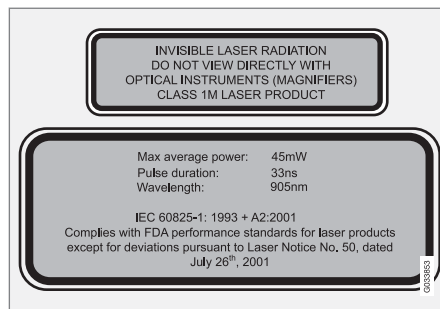 INVISIBLE LASER RADIATION
DO NOT VIEW DIRECTLY WITH
OPTICAL INSTRUMENTS (MAGNIFIERS)
CLASS 1M LASER PRODUCT
Max average power: 45mW
Pulse duration: 33ns
Wavelength: 905nm
IEC 60825-1: 1993 + A2:2001
Complies with FDA performance standards for laser products
except for deviations pursuant to Laser Notice No. 50, dated
July 26th, 2001
G033853